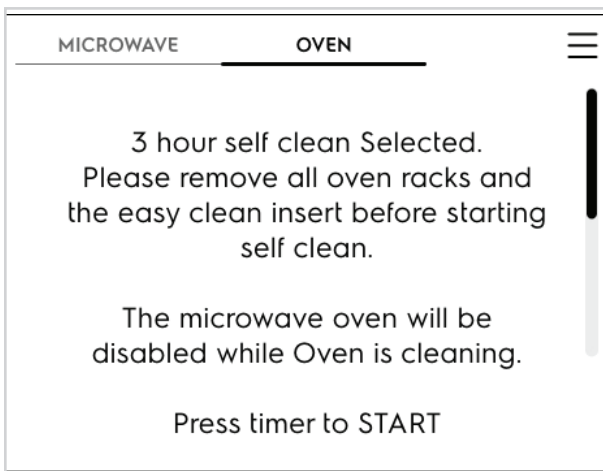 MICROWAVE OVEN
3 hour self clean Selected.
Please remove all oven racks and
the easy clean insert before starting
self clean.
The microwave oven will be
disabled while Oven is cleaning.
Press timer to START